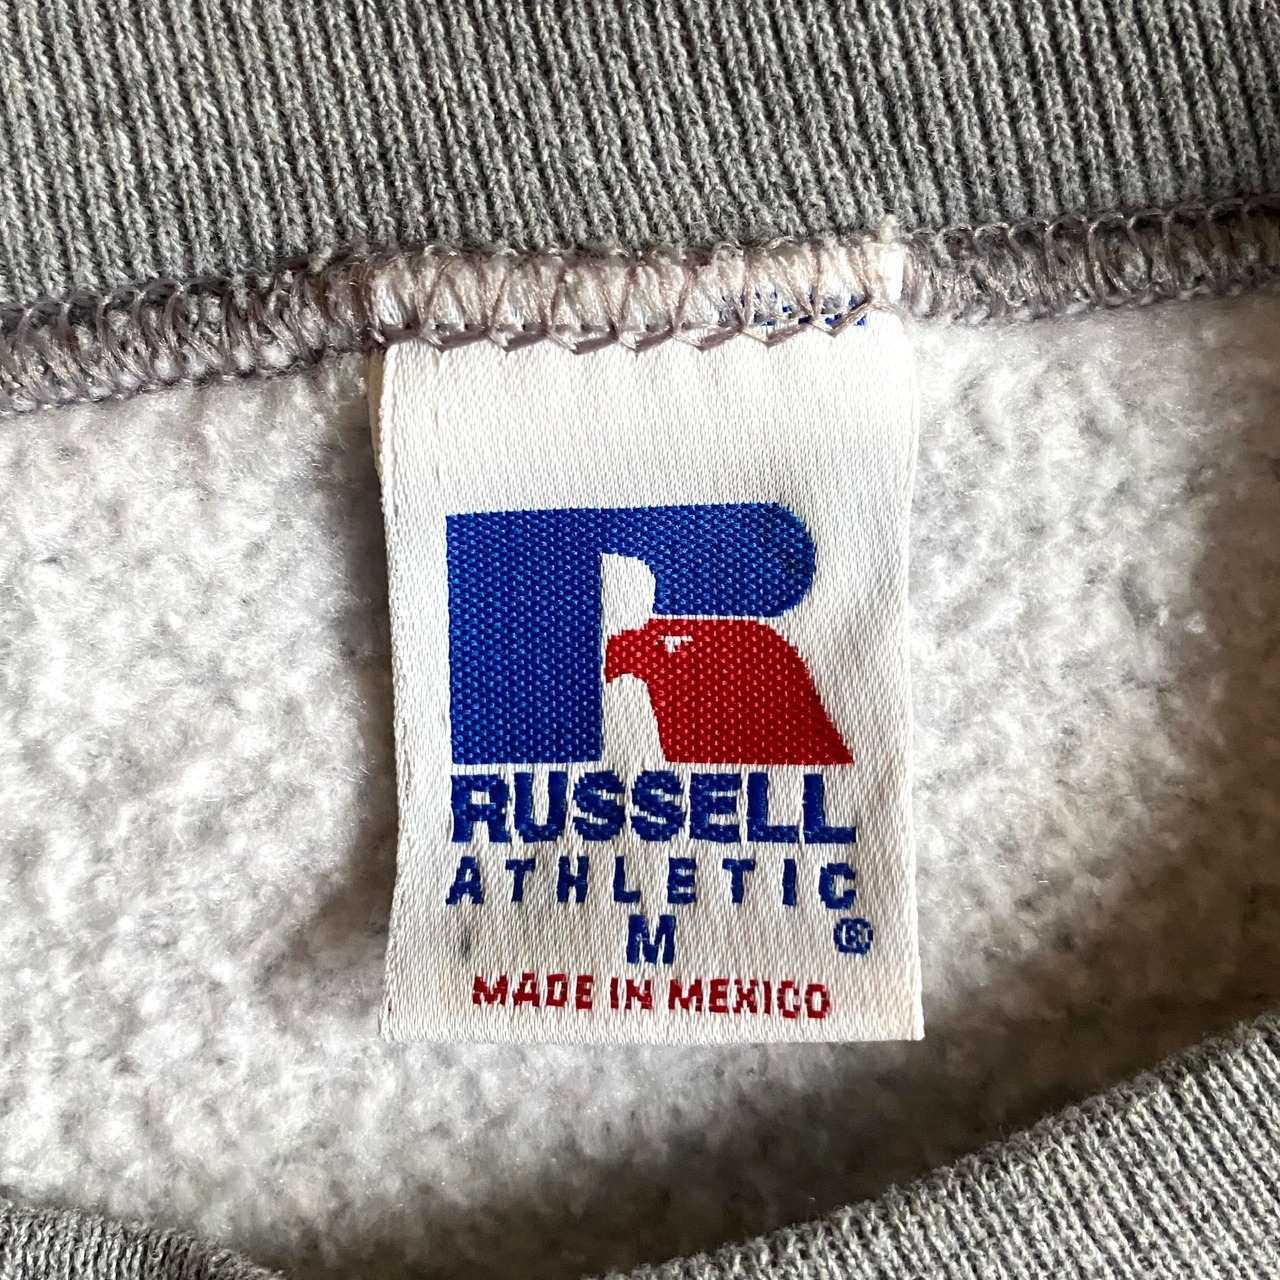 RUSSELL
ATHLETIC
M ®
MADE IN MEXICO